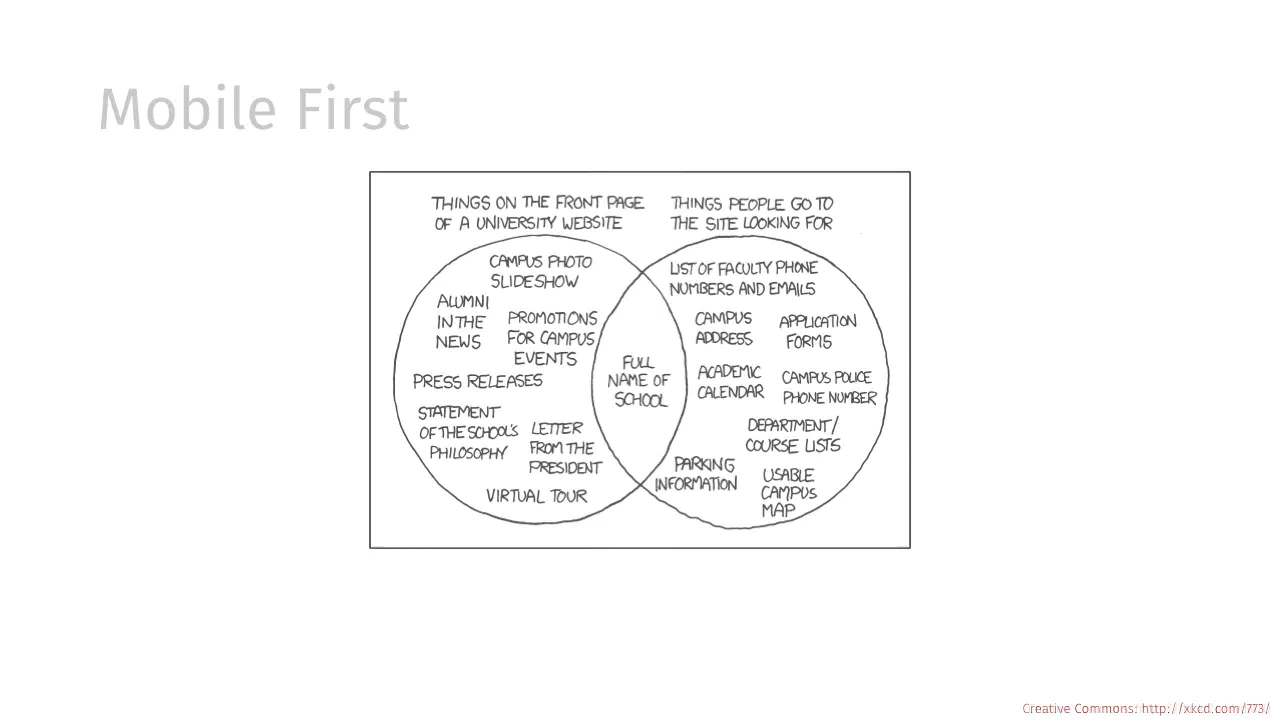 Mobile First
THINGS ON THE FRONT PAGE
OF A UNIVERSITY WEBSITE
THINGS PEOPLE GO TO
THE SITE LOOKING FOR
CAMPUS PHOTO
SLIDESHOW
ALUMNI
IN THE
NEWS
PROMOTIONS
FOR CAMPUS
EVENTS
PRESS RELEASES
STATEMENT
OF THE SCHOOL'S
PHILOSOPHY
LETTER
FROM THE
PRESIDENT
VIRTUAL TOUR
FULL
NAME OF
SCHOOL
LIST OF FACULTY PHONE
NUMBERS AND EMAILS
CAMPUS
ADDRESS
APPLICATION
FORMS
ACADEMIC
CALENDAR
CAMPUS POLICE
PHONE NUMBER
DEPARTMENT/
COURSE LISTS
PARKING
INFORMATION
USABLE
CAMPUS
MAP
Creative Commons: http://xkcd.com/773/